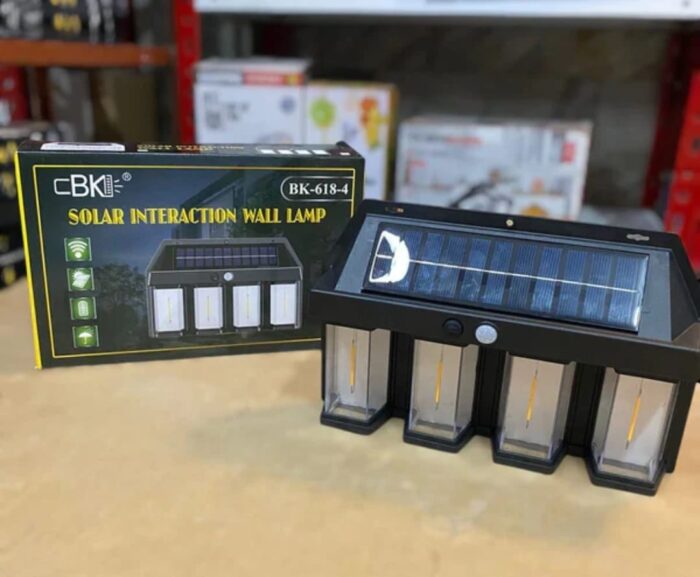 CBK®
BK-618-4
SOLAR INTERACTION WALL LAMP